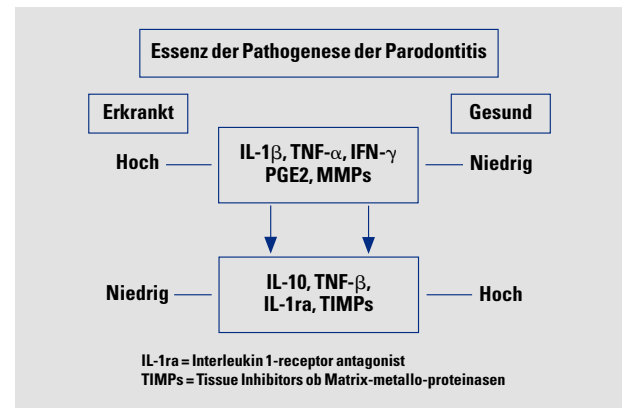 Essenz der Pathogenese der Parodontitis
Erkrankt
Gesund
Hoch
IL-1β, TNF-α, IFN-γ
PGE2, MMPs
Niedrig
Niedrig
IL-10, TNF-β,
IL-1ra, TIMPs
Hoch
IL-1ra = Interleukin 1-receptor antagonist
TIMPs = Tissue Inhibitors ob Matrix-metallo-proteinasen